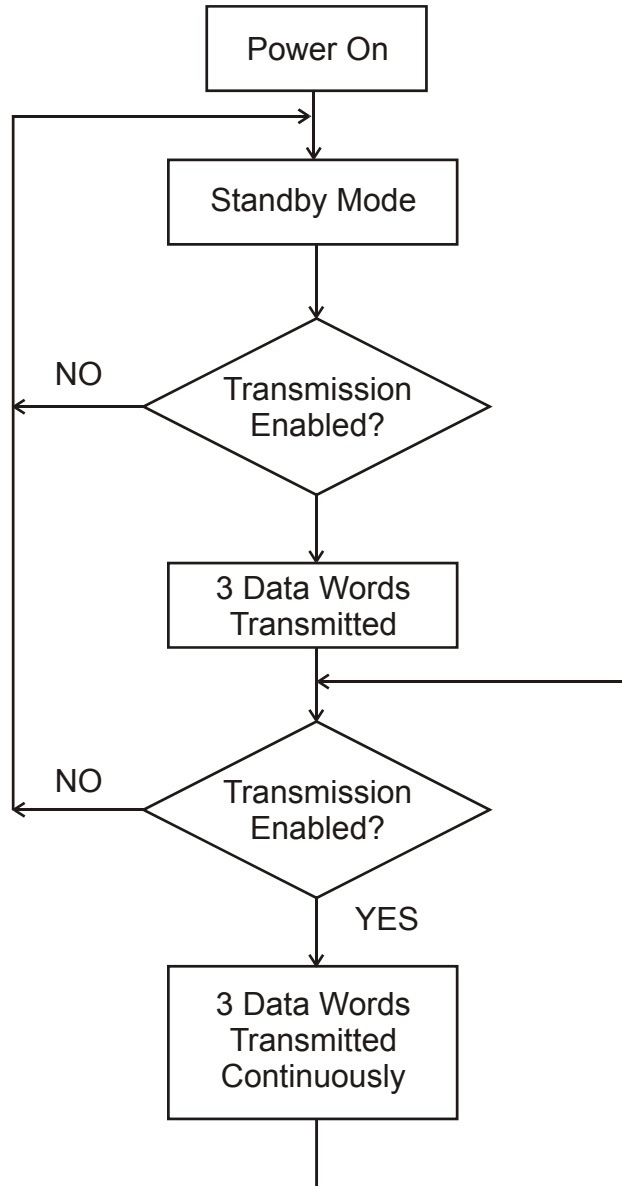 Power On
Standby Mode
NO
Transmission
Enabled?
3 Data Words
Transmitted
NO
Transmission
Enabled?
YES
3 Data Words
Transmitted
Continuously